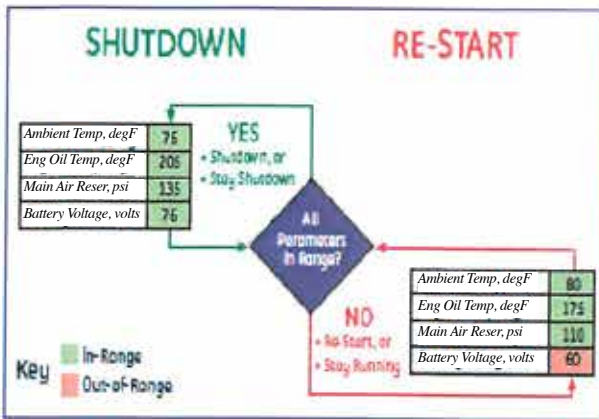 SHUTDOWN
RE-START
Ambient Temp, degF 75
Eng Oil Temp, degF 205
Main Air Reser, psi 135
Battery Voltage, volts 76
YES
• Shutdown, or
• Stay Shutdown
All
Parameters
In Range?
Ambient Temp, degF 80
Eng Oil Temp, degF 175
Main Air Reser, psi 110
Battery Voltage, volts 60
NO
• Re Start, or
• Stay Running
Key
In-Range
Out-of-Range